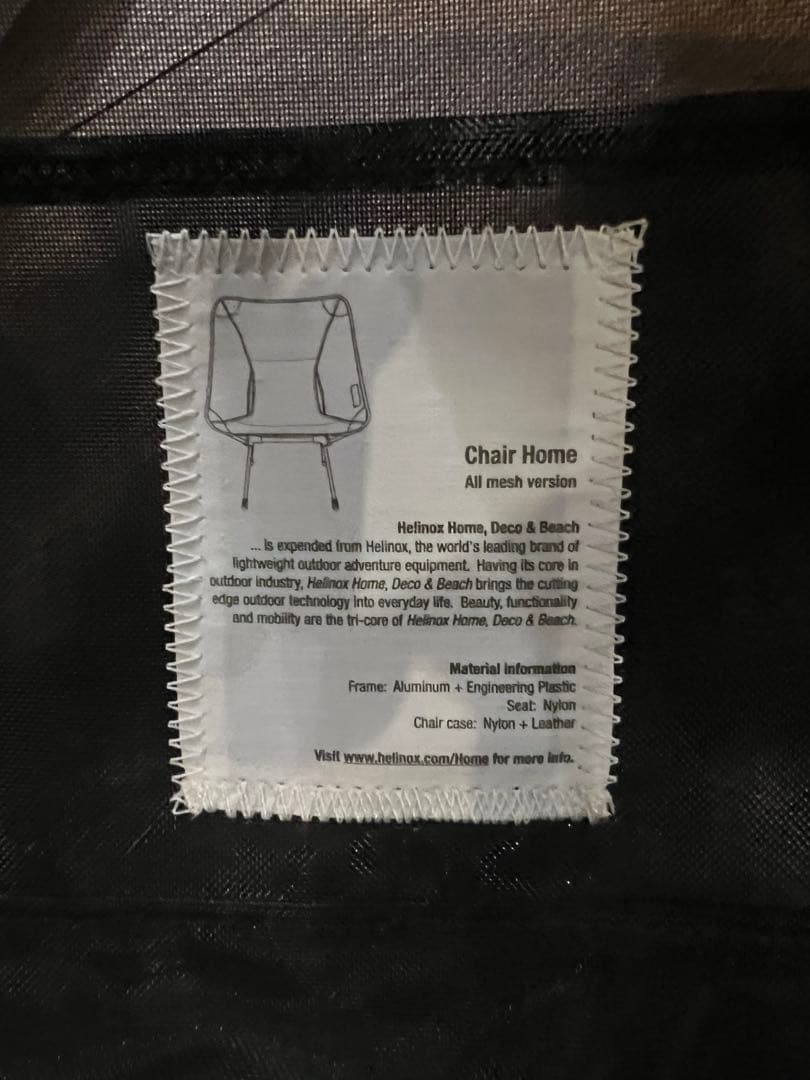 Chair Home
All mesh version
Helinox Home, Deco & Beach
... is expended from Helinox, the world's leading brand of
lightweight outdoor adventure equipment. Having its core in
outdoor industry, Helinox Home, Deco & Beach brings the cutting
edge outdoor technology into everyday life. Beauty, functionality
and mobility are the tri-core of Helinox Home, Deco & Beach.
Material information
Frame: Aluminum + Engineering Plastic
Seat: Nylon
Chair case: Nylon + Leather
Visit www.helinox.com/Home for more info.